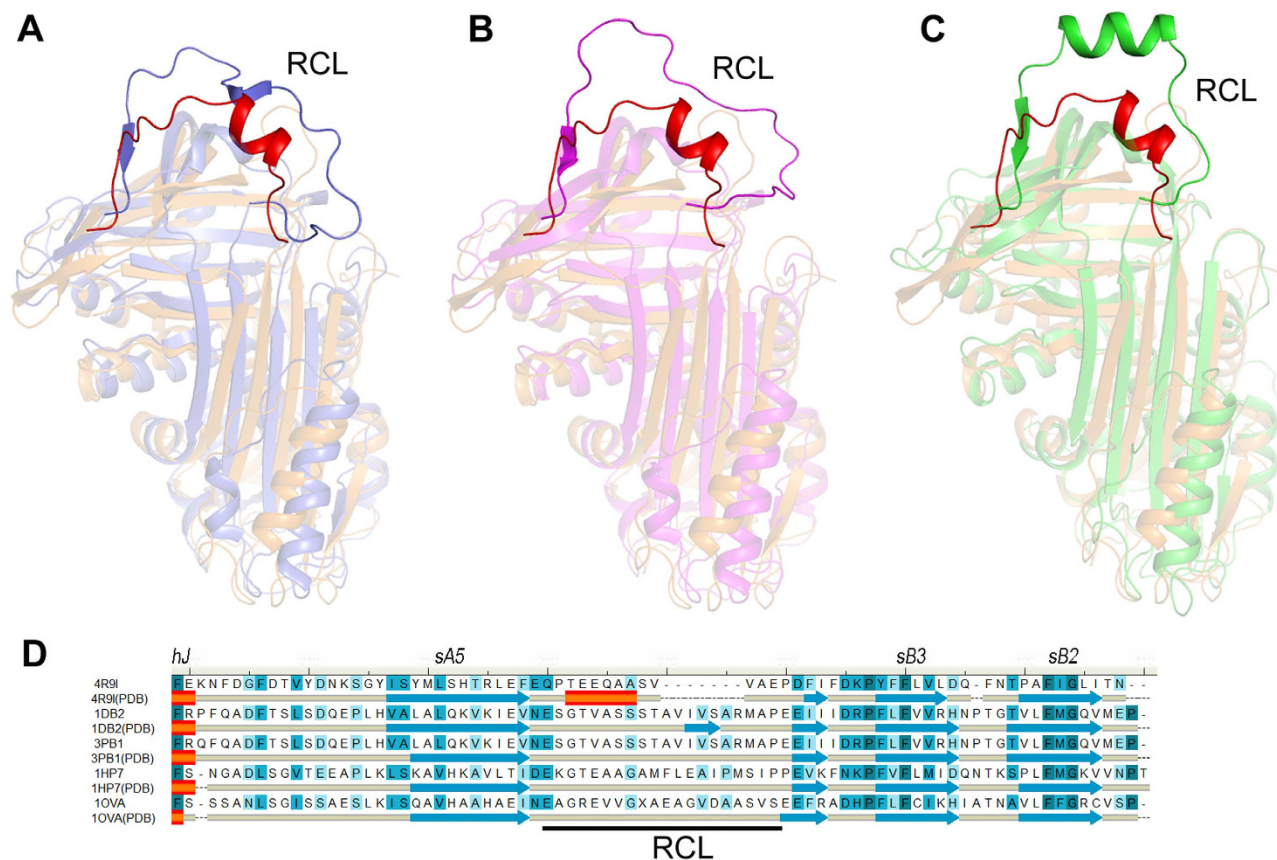 A
B
C
RCL
RCL
RCL
D
hJ sA5 sB3 sB2
4R9I FEKNFDGFDTVYDNKSGYISYMLSHTRLEFEQPTEEQAASV-------VAEPDFIFDKPYFFLVLDQ-FNTPAFIGLITN-
4R9I(PDB)
1DB2 FRPFQADFTSLSDQEPLHVALALQKVKIEVNESGTVASSSTAVIVSARMAPEEIIIDRPFLFVVRHNPTGTVLFMGQVMEP-
1DB2(PDB)
3PB1 FRQFQADFTSLSDQEPLHVALALQKVKIEVNESGTVASSSTAVIVSARMAPEEIIIDRPFLFVVRHNPTGTVLFMGQVMEP-
3PB1(PDB)
1HP7 FS-NGADLSGVTEEAPLKLSKAVHKAVLTIDEKGTEAAGAMFLEAIPMSIPPEVKFNKPFVFLMIDQNTKSPLFMGKVVNPT
1HP7(PDB)
1OVA FS-SSANLSGISSAESLKISQAVHAAHAEINEAGREVVGXAEAGVDAASVSEEFRADHPFLFCIKHIATNAVLFFGRCVSP-
1OVA(PDB)
RCL